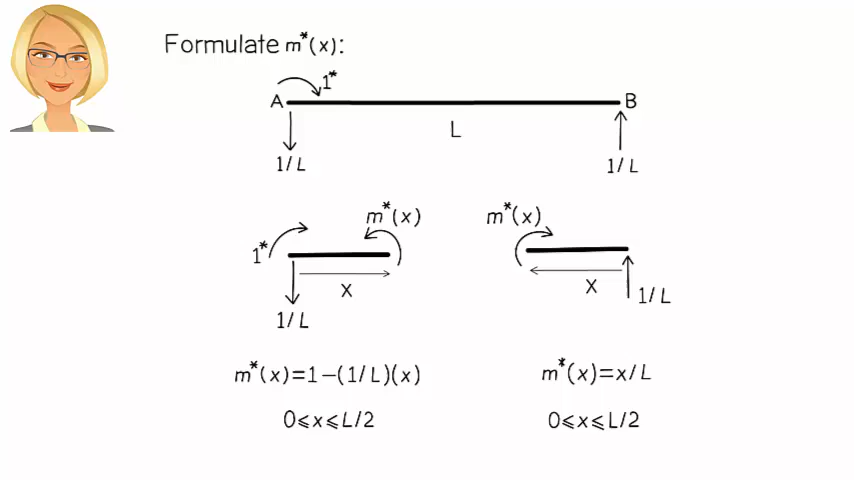 Formulate m*(x):
1*
A B
L
1/L 1/L
m*(x) m*(x)
1*
x x
1/L 1/L
m*(x)=1-(1/L)(x) m*(x)=x/L
0≤x≤L/2 0≤x≤L/2